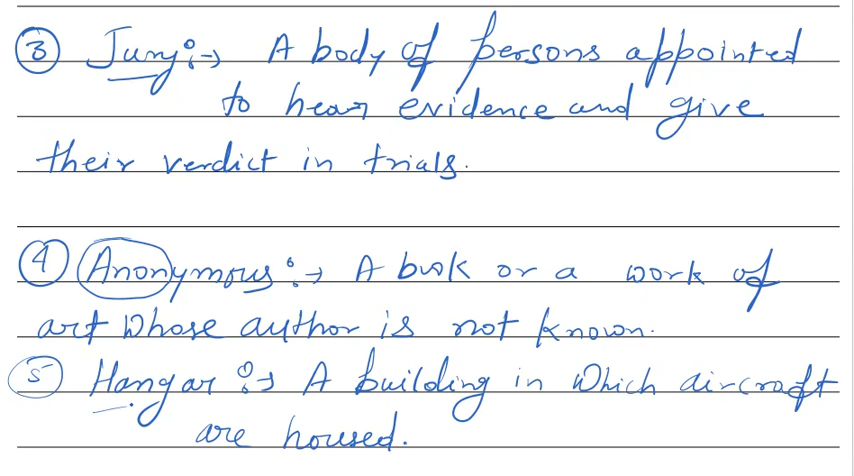 ③ Jury :→ A body of persons appointed
to hear evidence and give
their verdict in trials.
④ Anonymous :→ A book or a work of
art whose author is not known.
⑤ Hangar :→ A building in which aircraft
are housed.